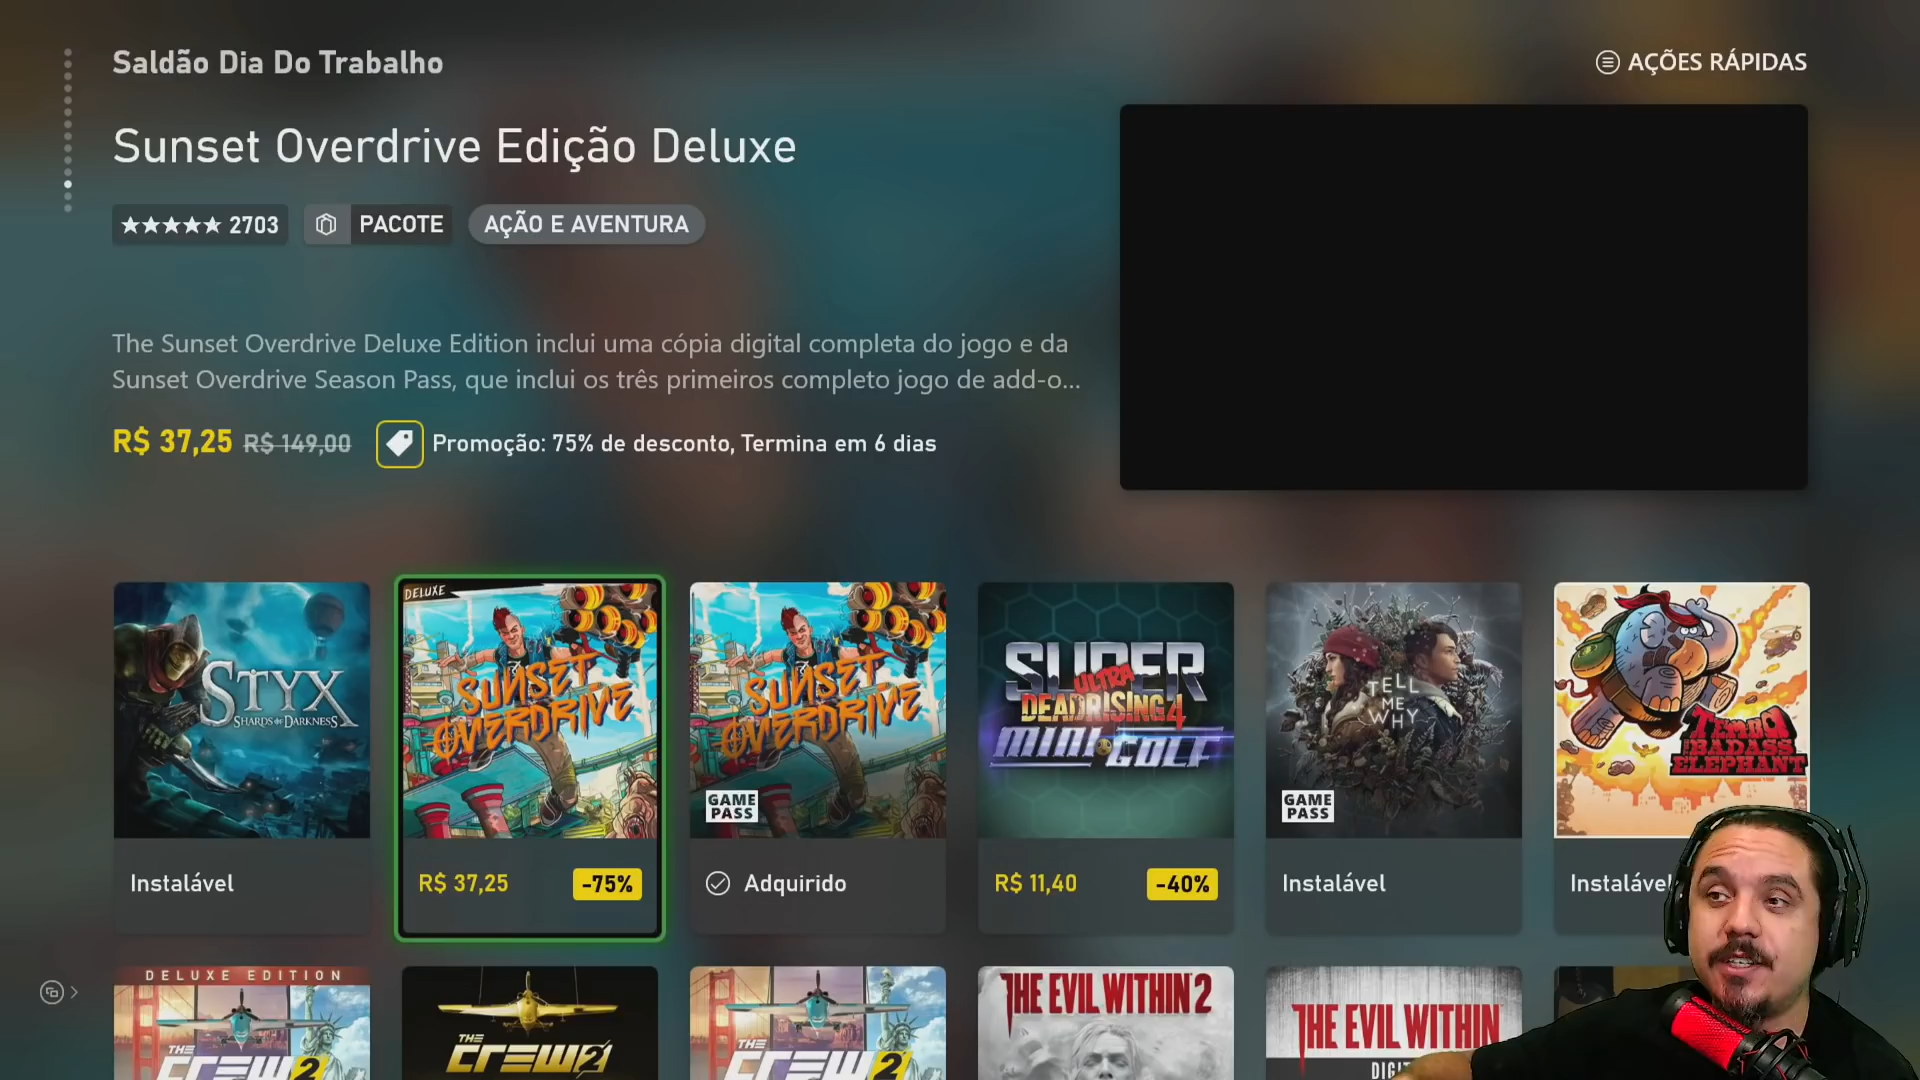 Saldão Dia Do Trabalho
AÇÕES RÁPIDAS
Sunset Overdrive Edição Deluxe
2703
PACOTE
AÇÃO E AVENTURA
The Sunset Overdrive Deluxe Edition inclui uma cópia digital completa do jogo e da
Sunset Overdrive Season Pass, que inclui os três primeiros completo jogo de add-o...
R$ 37,25 R$ 149,00
Promoção: 75% de desconto, Termina em 6 dias
STYX
SHARDS OF DARKNESS
Instalável
DELUXE
SUNSET
OVERDRIVE
R$ 37,25
-75%
SUNSET
OVERDRIVE
GAME
PASS
Adquirido
SUPER
ULTRA
DEADRISING 4
MINI GOLF
R$ 11,40
-40%
TELL
ME
WHY
GAME
PASS
Instalável
TEMBO
THE BADASS
ELEPHANT
Instalável
DELUXE EDITION
THE
CREW 2
THE
CREW 2
THE
CREW 2
THE EVIL WITHIN 2
THE EVIL WITHIN